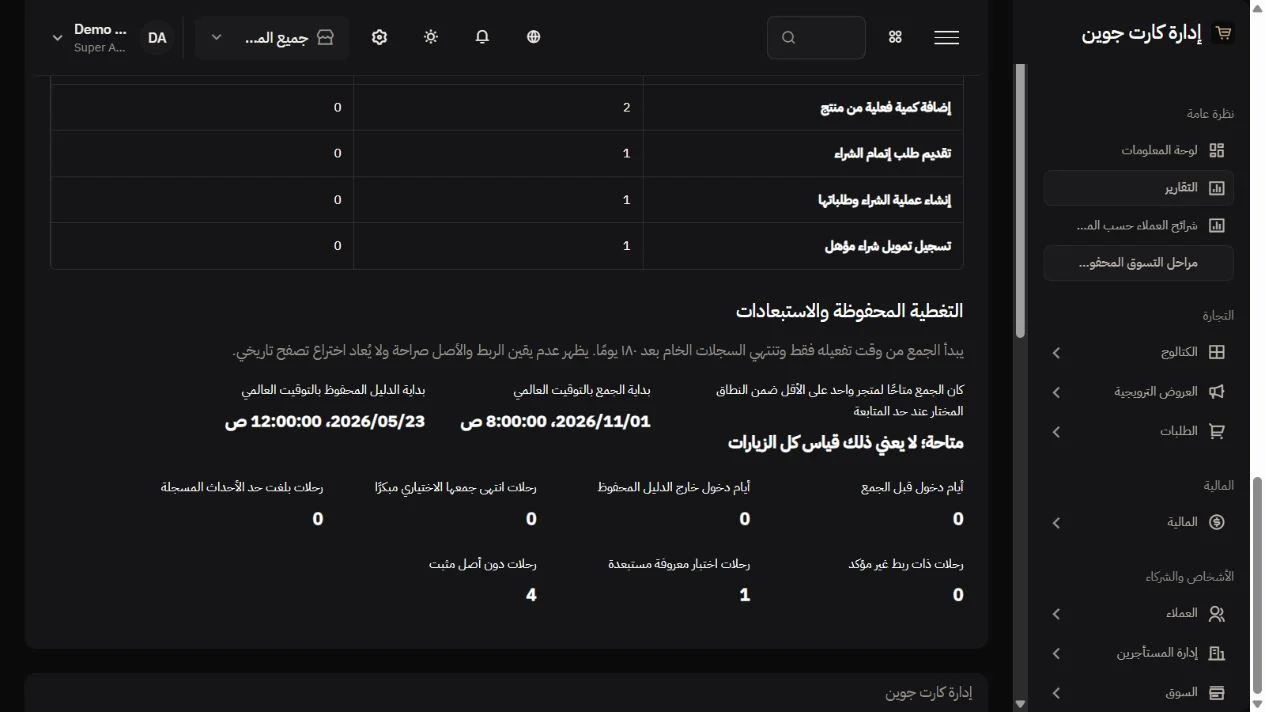 إدارة كارت جوين
نظرة عامة
لوحة المعلومات
التقارير
شرائح العملاء حسب الم...
مراحل التسوق المحفو...
التجارة
الكتالوج
العروض الترويجية
الطلبات
المالية
المالية
الأشخاص والشركاء
العملاء
إدارة المستأجرين
السوق
جميع الم...
DA
Demo ...
Super A...
إضافة كمية فعلية من منتج 2 0
تقديم طلب إتمام الشراء 1 0
إنشاء عملية الشراء وطلباتها 1 0
تسجيل تمويل شراء مؤهل 1 0
التغطية المحفوظة والاستبعادات
يبدأ الجمع من وقت تفعيله فقط وتنتهي السجلات الخام بعد ١٨٠ يومًا. يظهر عدم يقين الربط والأصل صراحة ولا يُعاد اختراع تصفح تاريخي.
كان الجمع متاحًا لمتجر واحد على الأقل ضمن النطاق
المختار عند حد المتابعة
متاحة؛ لا يعني ذلك قياس كل الزيارات
بداية الجمع بالتوقيت العالمي
2026/11/01، 8:00:00 ص
بداية الدليل المحفوظ بالتوقيت العالمي
2026/05/23، 12:00:00 ص
أيام دخول قبل الجمع
0
أيام دخول خارج الدليل المحفوظ
0
رحلات انتهى جمعها الاختياري مبكرًا
0
رحلات بلغت حد الأحداث المسجلة
0
رحلات ذات ربط غير مؤكد
0
رحلات اختبار معروفة مستبعدة
1
رحلات دون أصل مثبت
4
إدارة كارت جوين